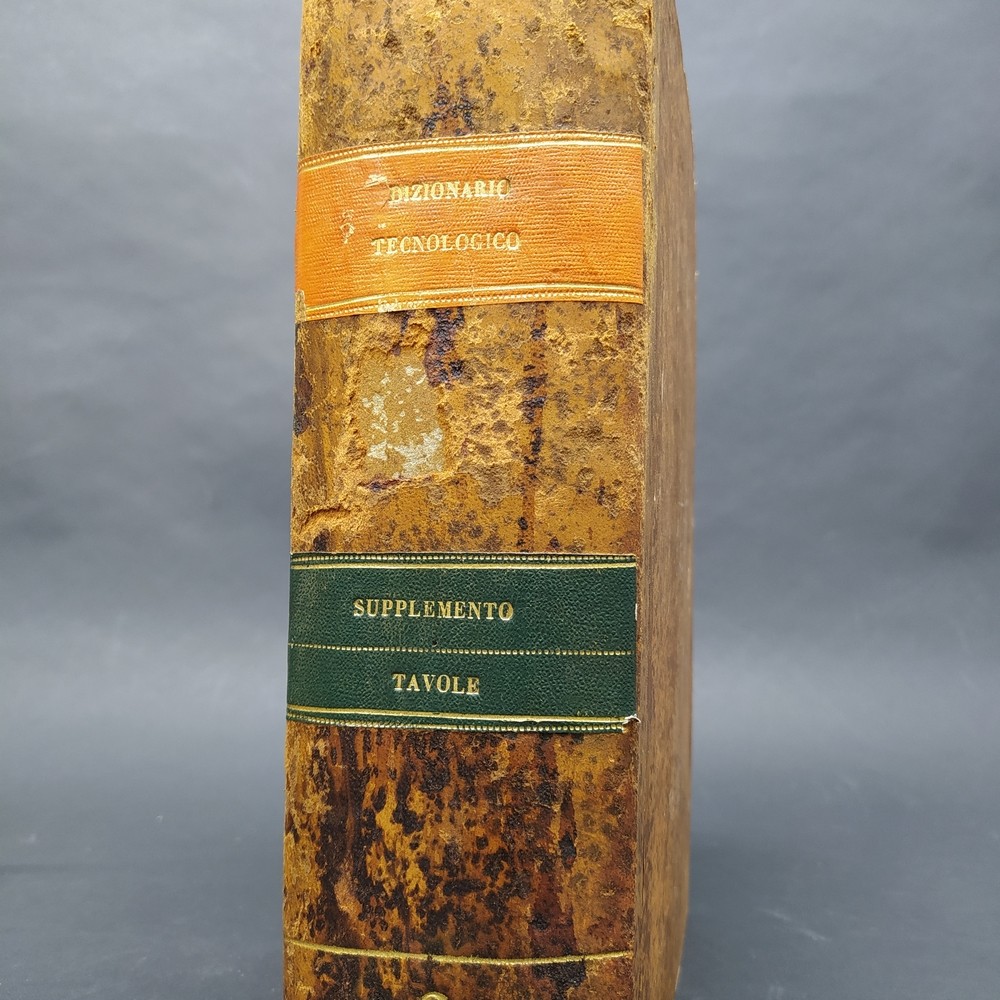 DIZIONARIO
TECNOLOGICO
SUPPLEMENTO
TAVOLE